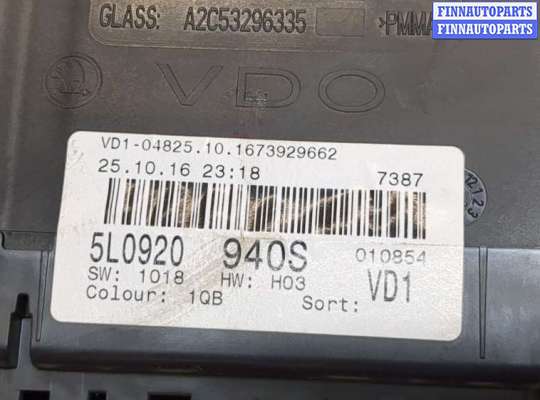 FINNAUTOPARTS
FINNAUTOPARTS
GLASS: A2C53296335 >PMMA
VDO
VD1-04825.10.1673929662
25.10.16 23:18 7387
5L0920 940S 010854
SW: 1018 HW: H03 VD1
Colour: 1QB Sort: